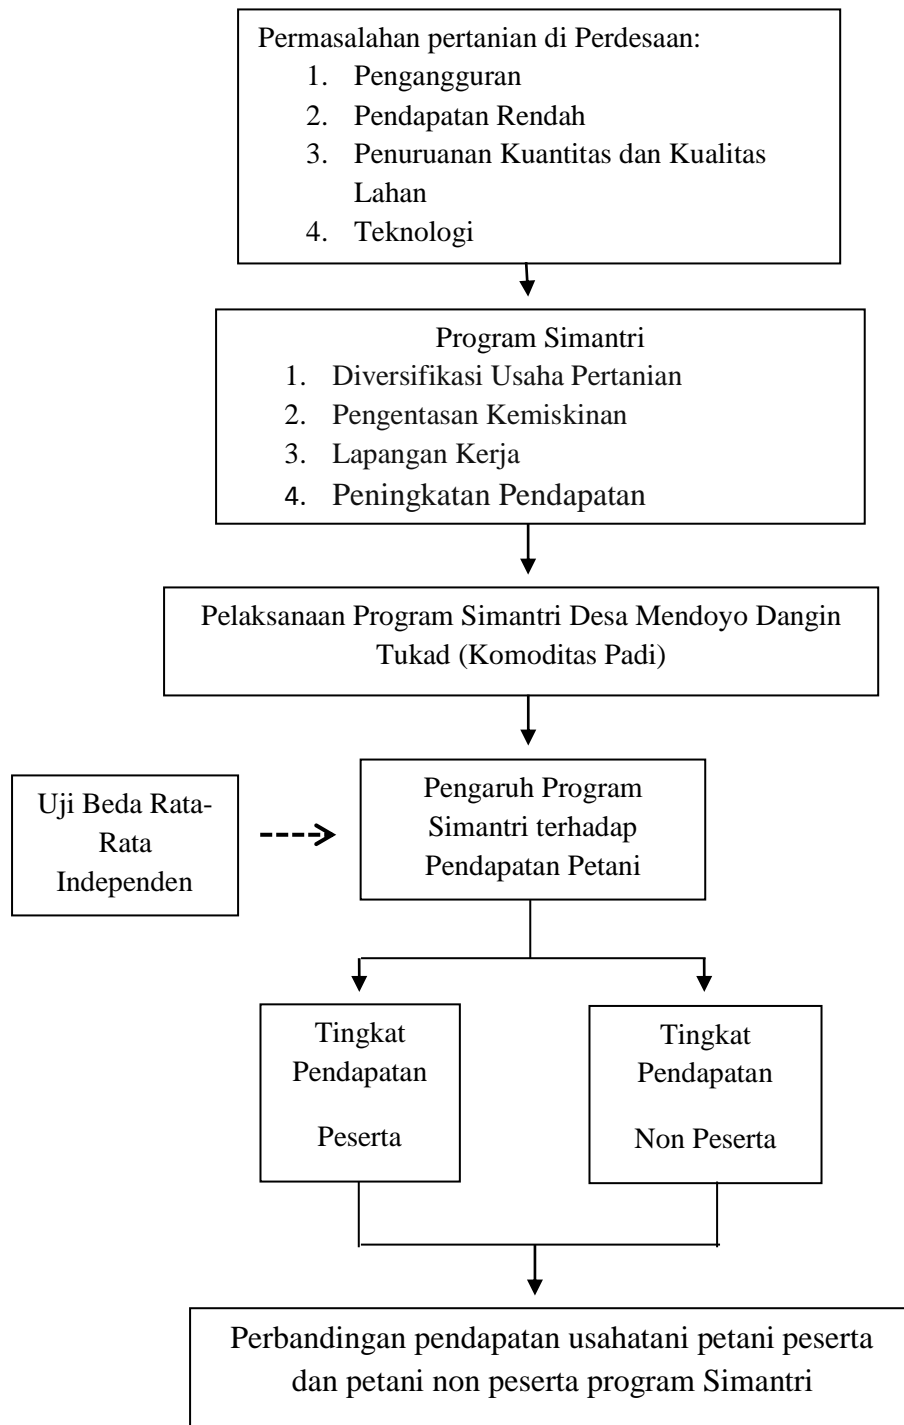 Permasalahan pertanian di Perdesaan:
1. Pengangguran
2. Pendapatan Rendah
3. Penuruanan Kuantitas dan Kualitas
Lahan
4. Teknologi
Program Simantri
1. Diversifikasi Usaha Pertanian
2. Pengentasan Kemiskinan
3. Lapangan Kerja
4. Peningkatan Pendapatan
Pelaksanaan Program Simantri Desa Mendoyo Dangin
Tukad (Komoditas Padi)
Uji Beda Rata-
Rata
Independen
Pengaruh Program
Simantri terhadap
Pendapatan Petani
Tingkat
Pendapatan
Peserta
Tingkat
Pendapatan
Non Peserta
Perbandingan pendapatan usahatani petani peserta
dan petani non peserta program Simantri